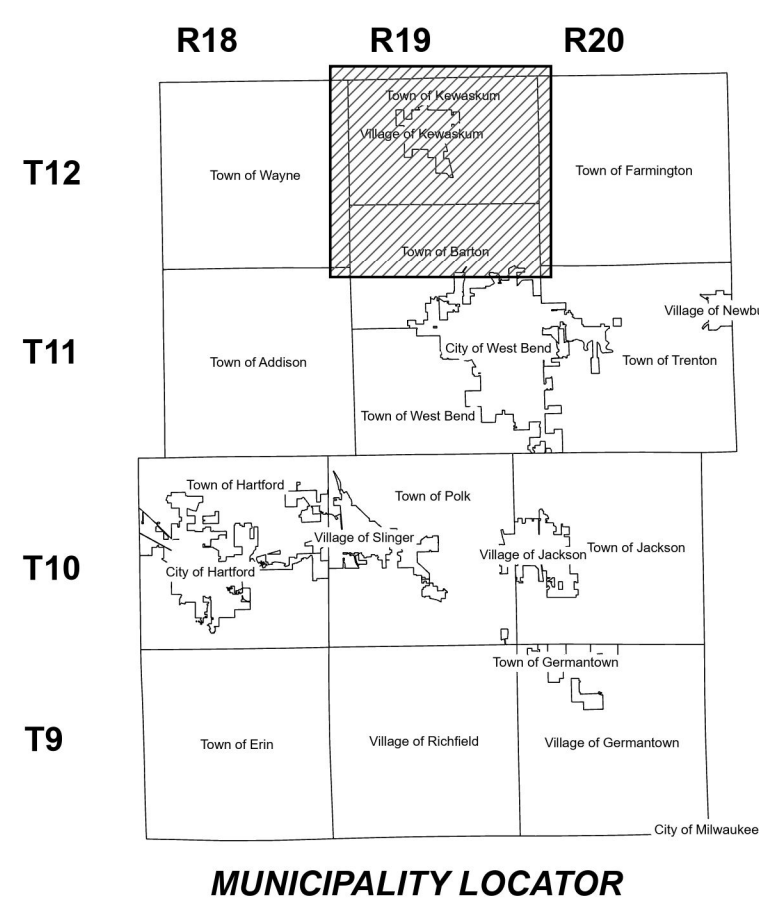 R18 R19 R20
Town of Kewaskum
Village of Kewaskum
T12
Town of Wayne
Town of Farmington
Town of Barton
Village of Newbu
T11
City of West Bend
Town of Addison
Town of Trenton
Town of West Bend
Town of Hartford
Town of Polk
Village of Slinger
Village of Jackson
Town of Jackson
T10
City of Hartford
Town of Germantown
T9
Town of Erin
Village of Richfield
Village of Germantown
City of Milwaukee
MUNICIPALITY LOCATOR